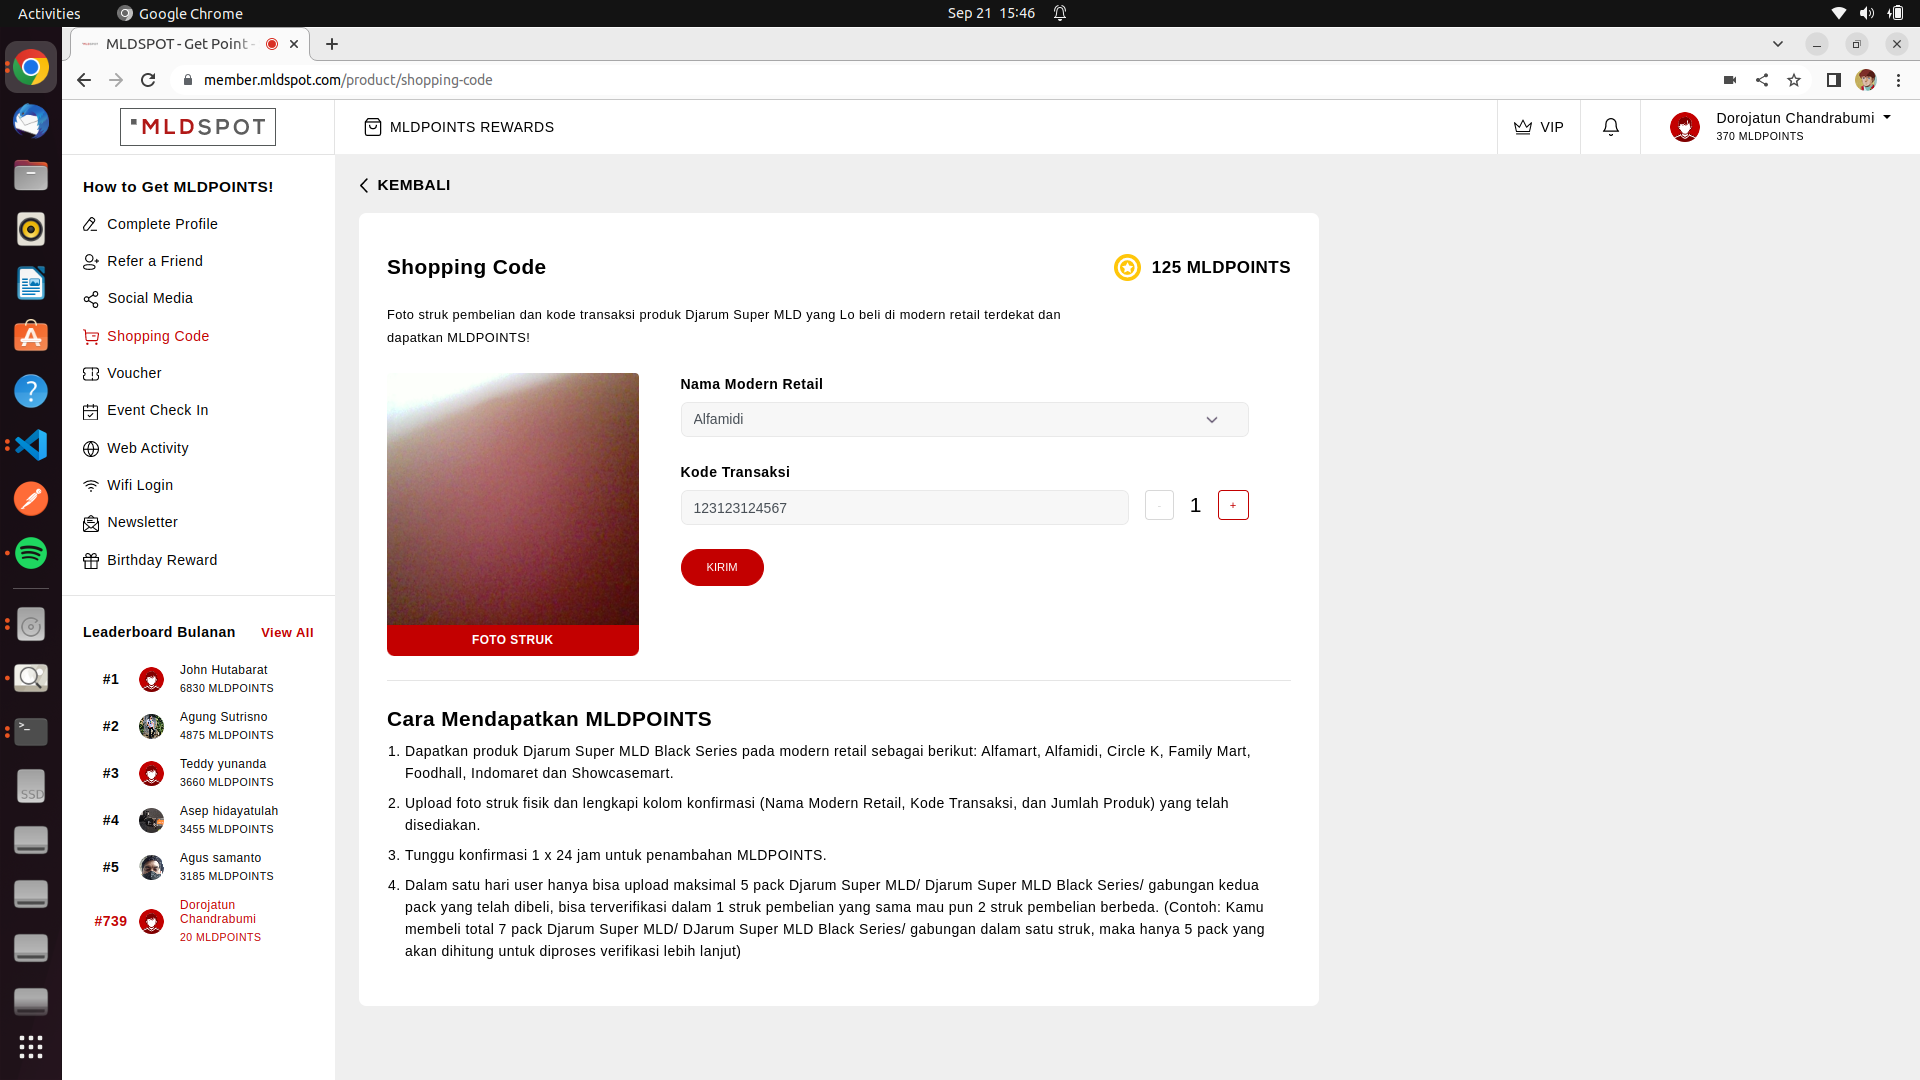 Activities
Google Chrome
Sep 21 15:46
MLDSPOT - Get Point -
member.mldspot.com/product/shopping-code
MLDSPOT
MLDPOINTS REWARDS
VIP
Dorojatun Chandrabumi
370 MLDPOINTS
How to Get MLDPOINTS!
Complete Profile
Refer a Friend
Social Media
Shopping Code
Voucher
Event Check In
Web Activity
Wifi Login
Newsletter
Birthday Reward
Leaderboard Bulanan
View All
#1
John Hutabarat
6830 MLDPOINTS
#2
Agung Sutrisno
4875 MLDPOINTS
#3
Teddy yunanda
3660 MLDPOINTS
#4
Asep hidayatulah
3455 MLDPOINTS
#5
Agus samanto
3185 MLDPOINTS
#739
Dorojatun
Chandrabumi
20 MLDPOINTS
KEMBALI
Shopping Code
125 MLDPOINTS
Foto struk pembelian dan kode transaksi produk Djarum Super MLD yang Lo beli di modern retail terdekat dan
dapatkan MLDPOINTS!
FOTO STRUK
Nama Modern Retail
Alfamidi
Kode Transaksi
123123124567
-
1
+
KIRIM
Cara Mendapatkan MLDPOINTS
1. Dapatkan produk Djarum Super MLD Black Series pada modern retail sebagai berikut: Alfamart, Alfamidi, Circle K, Family Mart,
Foodhall, Indomaret dan Showcasemart.
2. Upload foto struk fisik dan lengkapi kolom konfirmasi (Nama Modern Retail, Kode Transaksi, dan Jumlah Produk) yang telah
disediakan.
3. Tunggu konfirmasi 1 x 24 jam untuk penambahan MLDPOINTS.
4. Dalam satu hari user hanya bisa upload maksimal 5 pack Djarum Super MLD/ Djarum Super MLD Black Series/ gabungan kedua
pack yang telah dibeli, bisa terverifikasi dalam 1 struk pembelian yang sama mau pun 2 struk pembelian berbeda. (Contoh: Kamu
membeli total 7 pack Djarum Super MLD/ DJarum Super MLD Black Series/ gabungan dalam satu struk, maka hanya 5 pack yang
akan dihitung untuk diproses verifikasi lebih lanjut)
SSD